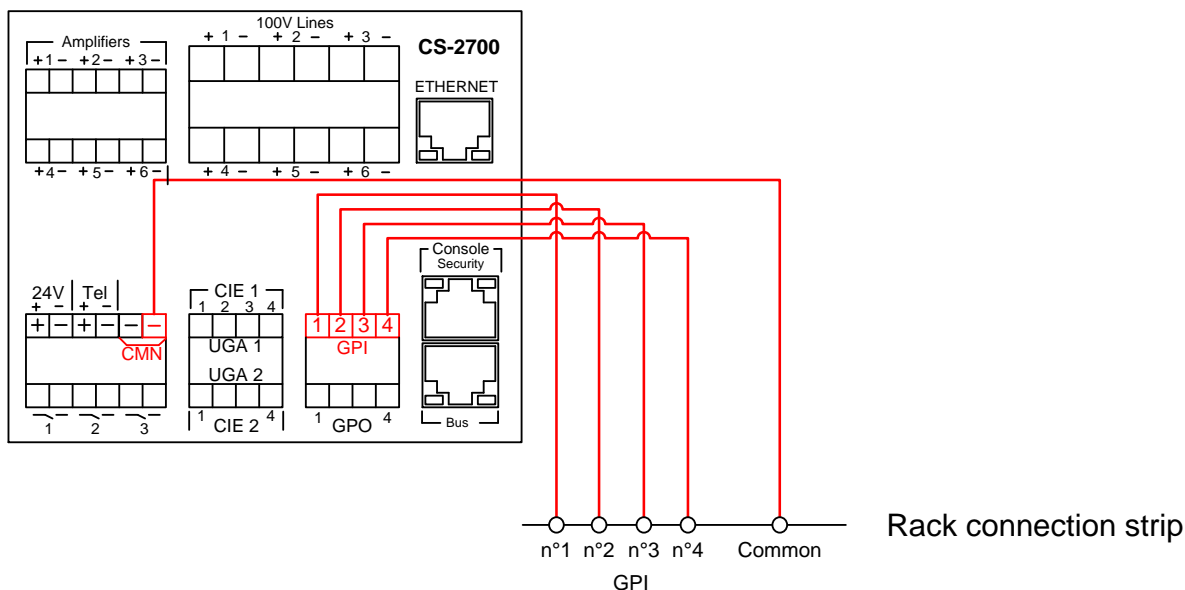 100V Lines
Amplifiers
+ 1 – + 2 – + 3 –
CS-2700
+1– +2– +3–
ETHERNET
+4– +5– +6–
+ 4 – + 5 – + 6 –
Console
Security
24V Tel
CIE 1
+ – + –
1 2 3 4
+ – + – – –
1 2 3 4
CMN
UGA 1
GPI
UGA 2
1 4
1 4
1 2 3
CIE 2
GPO
Bus
Rack connection strip
n°1 n°2 n°3 n°4 Common
GPI